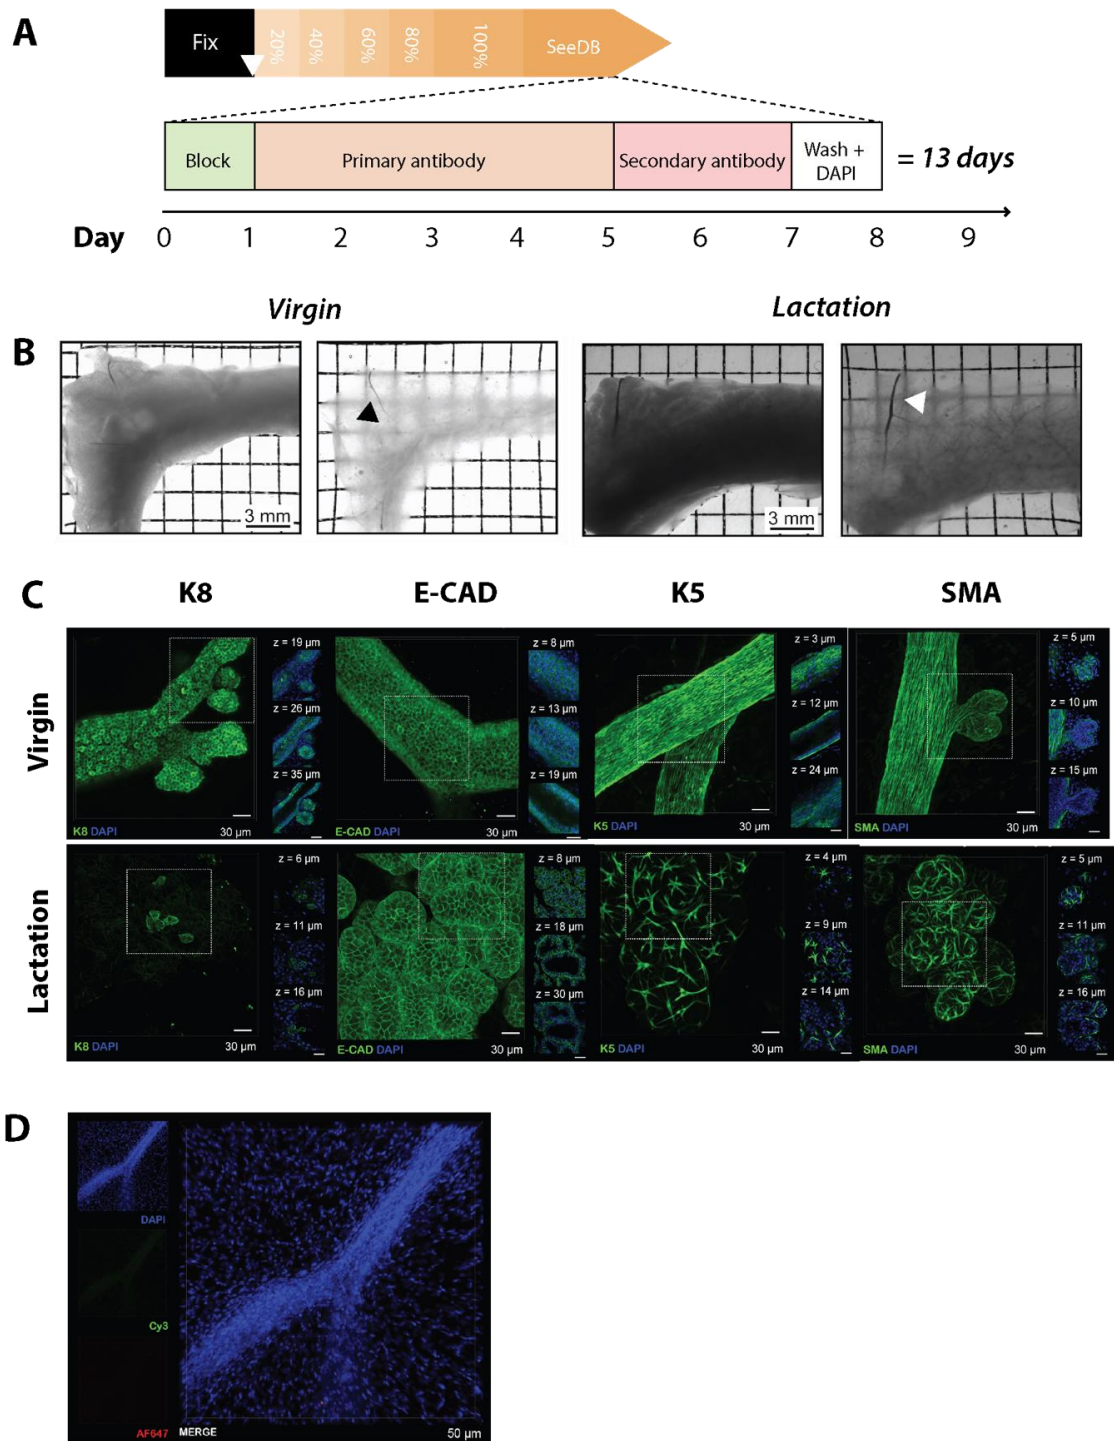 A
Fix
20%
40%
60%
80%
100%
SeeDB
Block
Primary antibody
Secondary antibody
Wash +
DAPI
= 13 days
Day 0 1 2 3 4 5 6 7 8 9
Virgin
Lactation
B
3 mm
3 mm
C
K8
E-CAD
K5
SMA
Virgin
z = 19 µm
z = 26 µm
z = 35 µm
K8 DAPI
30 µm
z = 8 µm
z = 13 µm
z = 19 µm
E-CAD DAPI
30 µm
z = 3 µm
z = 12 µm
z = 24 µm
K5 DAPI
30 µm
z = 5 µm
z = 10 µm
z = 15 µm
SMA DAPI
30 µm
Lactation
z = 6 µm
z = 11 µm
z = 16 µm
K8 DAPI
30 µm
z = 8 µm
z = 18 µm
z = 30 µm
E-CAD DAPI
30 µm
z = 4 µm
z = 9 µm
z = 14 µm
K5 DAPI
30 µm
z = 5 µm
z = 11 µm
z = 16 µm
SMA DAPI
30 µm
D
DAPI
Cy3
AF647
MERGE
50 µm